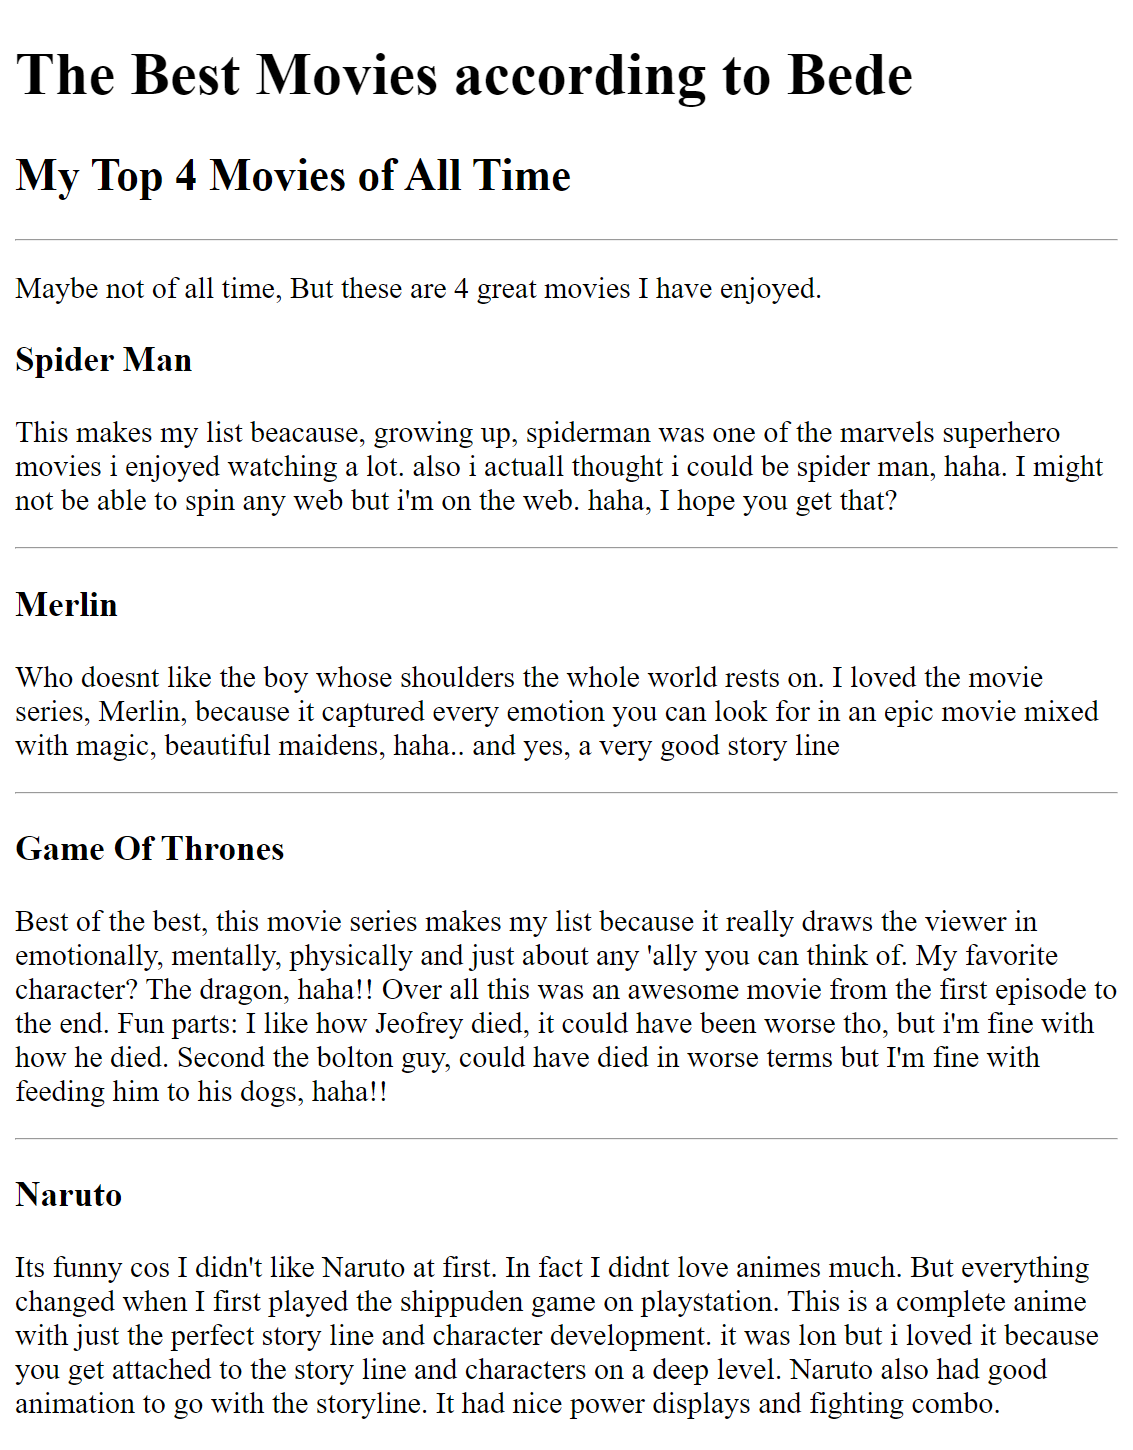 The Best Movies according to Bede
My Top 4 Movies of All Time
Maybe not of all time, But these are 4 great movies I have enjoyed.
Spider Man
This makes my list beacause, growing up, spiderman was one of the marvels superhero
movies i enjoyed watching a lot. also i actuall thought i could be spider man, haha. I might
not be able to spin any web but i'm on the web. haha, I hope you get that?
Merlin
Who doesnt like the boy whose shoulders the whole world rests on. I loved the movie
series, Merlin, because it captured every emotion you can look for in an epic movie mixed
with magic, beautiful maidens, haha.. and yes, a very good story line
Game Of Thrones
Best of the best, this movie series makes my list because it really draws the viewer in
emotionally, mentally, physically and just about any 'ally you can think of. My favorite
character? The dragon, haha!! Over all this was an awesome movie from the first episode to
the end. Fun parts: I like how Jeofrey died, it could have been worse tho, but i'm fine with
how he died. Second the bolton guy, could have died in worse terms but I'm fine with
feeding him to his dogs, haha!!
Naruto
Its funny cos I didn't like Naruto at first. In fact I didnt love animes much. But everything
changed when I first played the shippuden game on playstation. This is a complete anime
with just the perfect story line and character development. it was lon but i loved it because
you get attached to the story line and characters on a deep level. Naruto also had good
animation to go with the storyline. It had nice power displays and fighting combo.